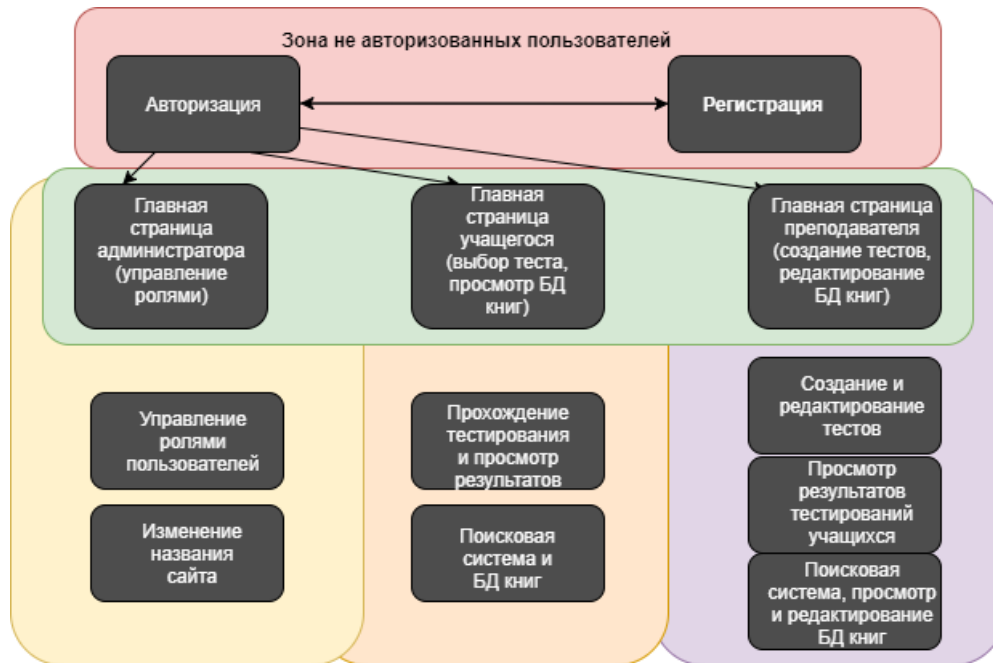 Зона не авторизованных пользователей
Авторизация
Регистрация
Главная
страница
администратора
(управление
ролями)
Главная
страница
учащегося
(выбор теста,
просмотр БД
книг)
Главная страница
преподавателя
(создание тестов,
редактирование
БД книг)
Управление
ролями
пользователей
Изменение
названия
сайта
Прохождение
тестирования
и просмотр
результатов
Поисковая
система и
БД книг
Создание и
редактирование
тестов
Просмотр
результатов
тестирований
учащихся
Поисковая
система, просмотр
и редактирование
БД книг